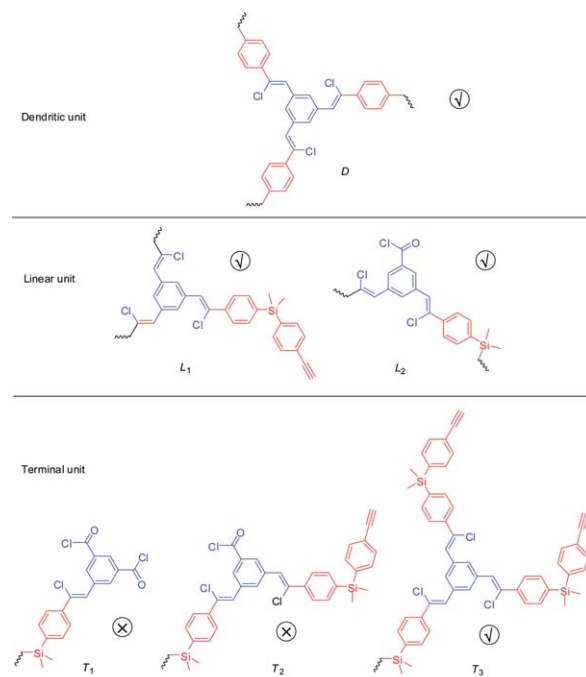 Cl
Cl
Dendritic unit
√
Cl
D
Cl
Cl O
√
√
Linear unit
Cl
Cl
Si
Cl
Cl
Si
L1
L2
Terminal unit
Si
O
Cl
Cl
O
Cl
O
Cl
Cl
Cl
Si
Cl
Cl
Cl
Si
Cl
×
×
√
Si
T1
Si
T2
T3
Si